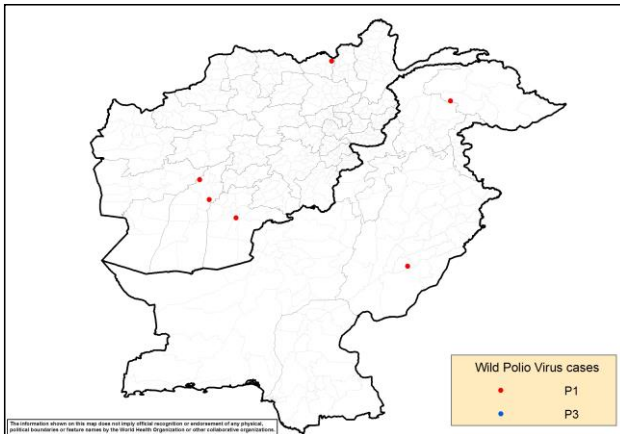 Wild Polio Virus cases
P1
P3
The information shown on this map does not imply official recognition or endorsement of any physical,
political boundaries or feature names by the World Health Organization or other collaborative organizations.